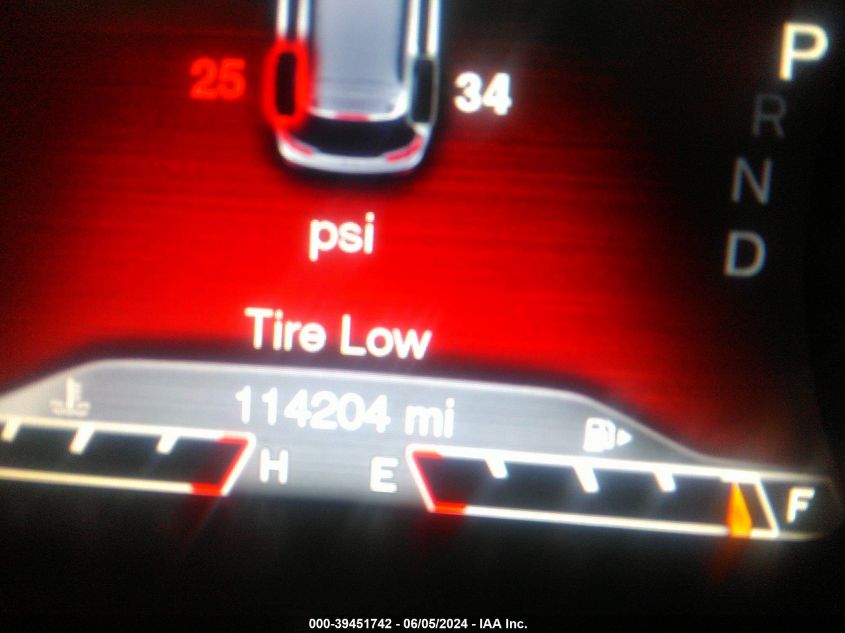 25 34
psi
Tire Low
114204 mi
H E F
P
R
N
D
000-39451742 - 06/05/2024 - IAA Inc.